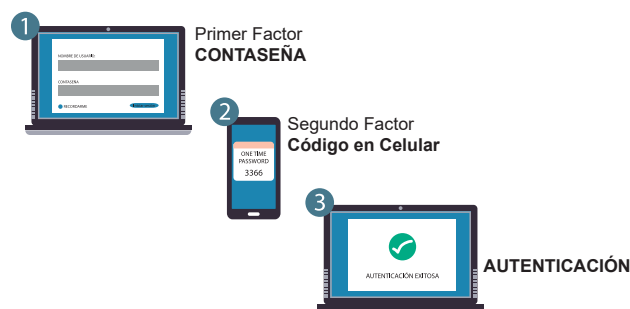 1
Primer Factor
CONTASEÑA
NOMBRE DE USUARIO
CONTASEÑA
RECORDARME
2
Segundo Factor
Código en Celular
ONE TIME
PASSWORD
3366
3
AUTENTICACIÓN EXITOSA
AUTENTICACIÓN